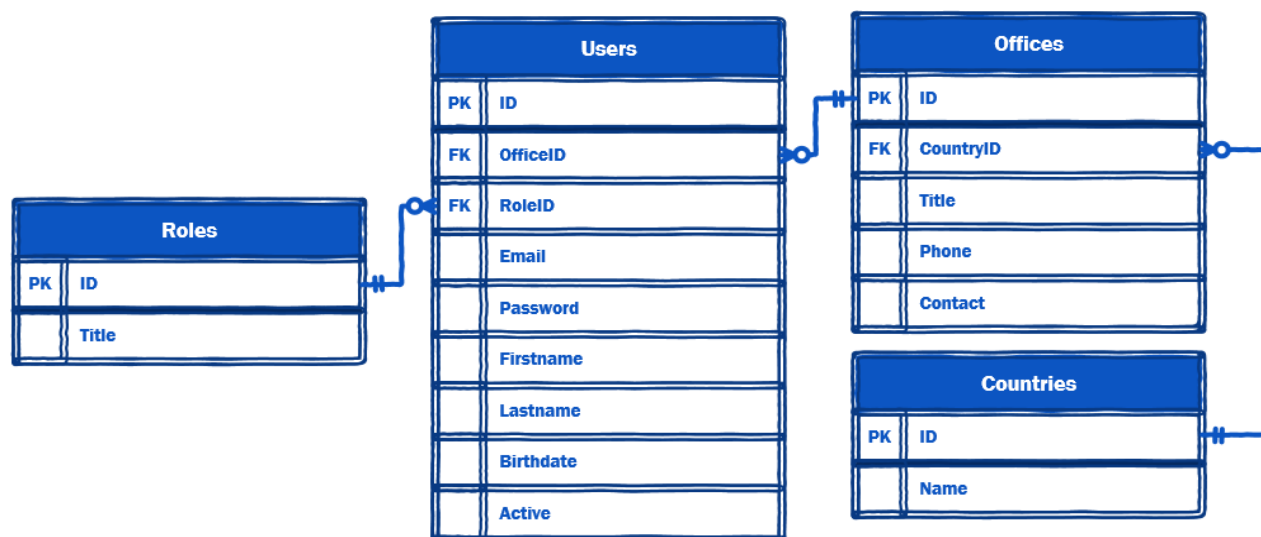 Roles
PK ID
Title
Users
PK ID
FK OfficeID
FK RoleID
Email
Password
Firstname
Lastname
Birthdate
Active
Offices
PK ID
FK CountryID
Title
Phone
Contact
Countries
PK ID
Name